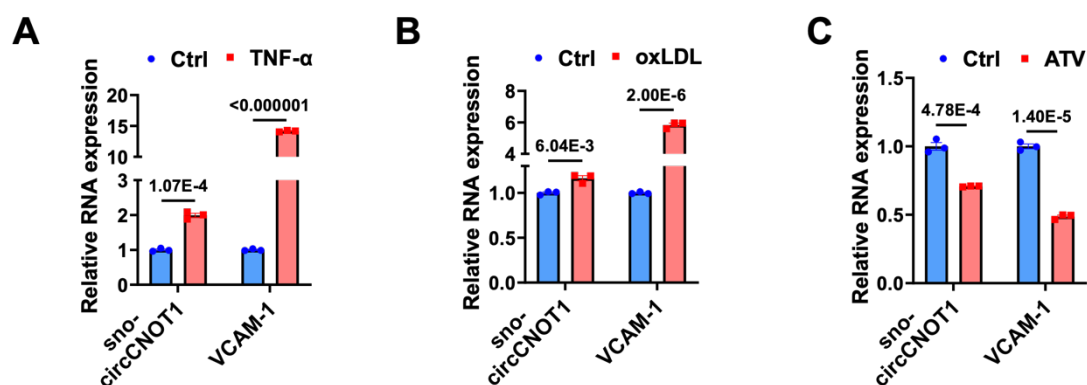 A
Ctrl TNF-α
Relative RNA expression
20
15
10
2
1
0
<0.000001
1.07E-4
sno-
circCNOT1
VCAM-1
B
Ctrl oxLDL
Relative RNA expression
8
6
4
2
1.0
0.5
0.0
2.00E-6
6.04E-3
sno-
circCNOT1
VCAM-1
C
Ctrl ATV
Relative RNA expression
1.5
1.0
0.5
0.0
4.78E-4
1.40E-5
sno-
circCNOT1
VCAM-1